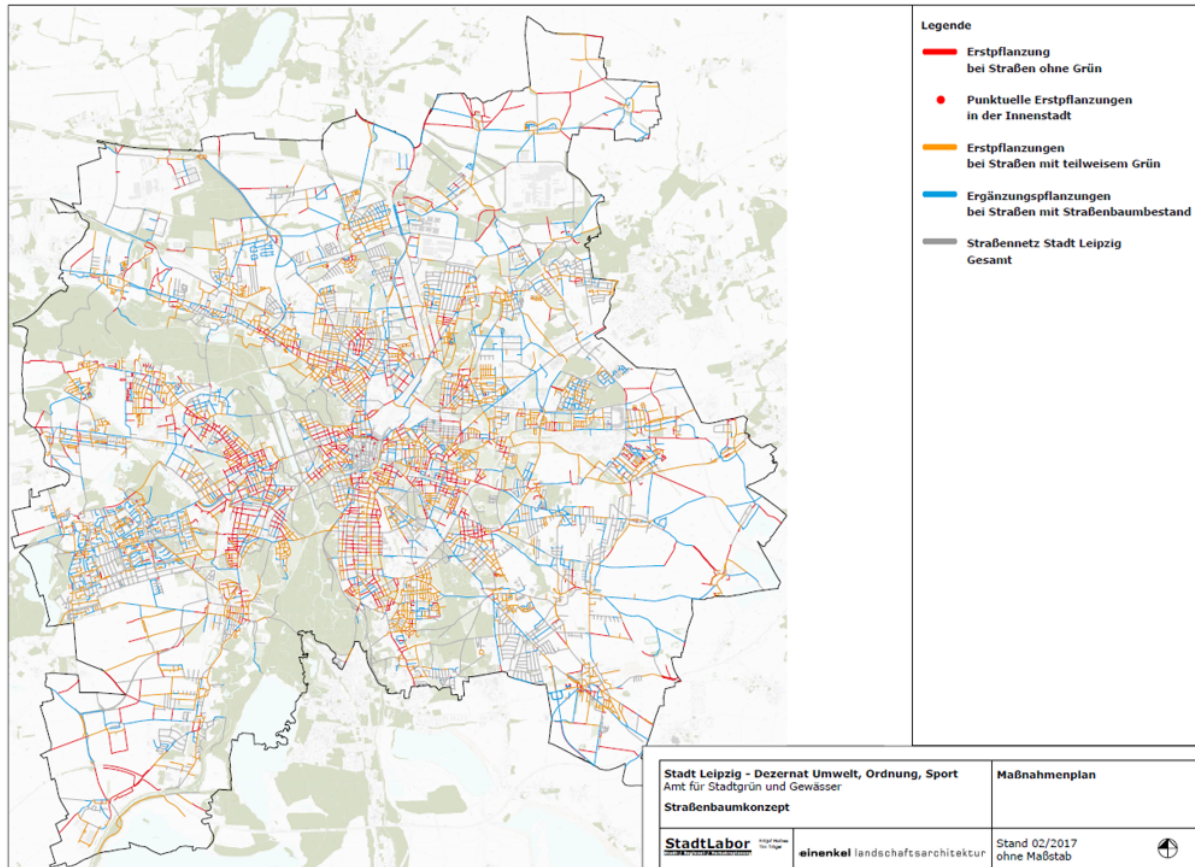 Legende
Erstpflanzung
bei Straßen ohne Grün
Punktuelle Erstpflanzungen
in der Innenstadt
Erstpflanzungen
bei Straßen mit teilweisem Grün
Ergänzungspflanzungen
bei Straßen mit Straßenbaumbestand
Straßennetz Stadt Leipzig
Gesamt
Stadt Leipzig - Dezernat Umwelt, Ordnung, Sport
Amt für Stadtgrün und Gewässer
Straßenbaumkonzept
Maßnahmenplan
StadtLabor
einenkel landschaftsarchitektur
Stand 02/2017
ohne Maßstab